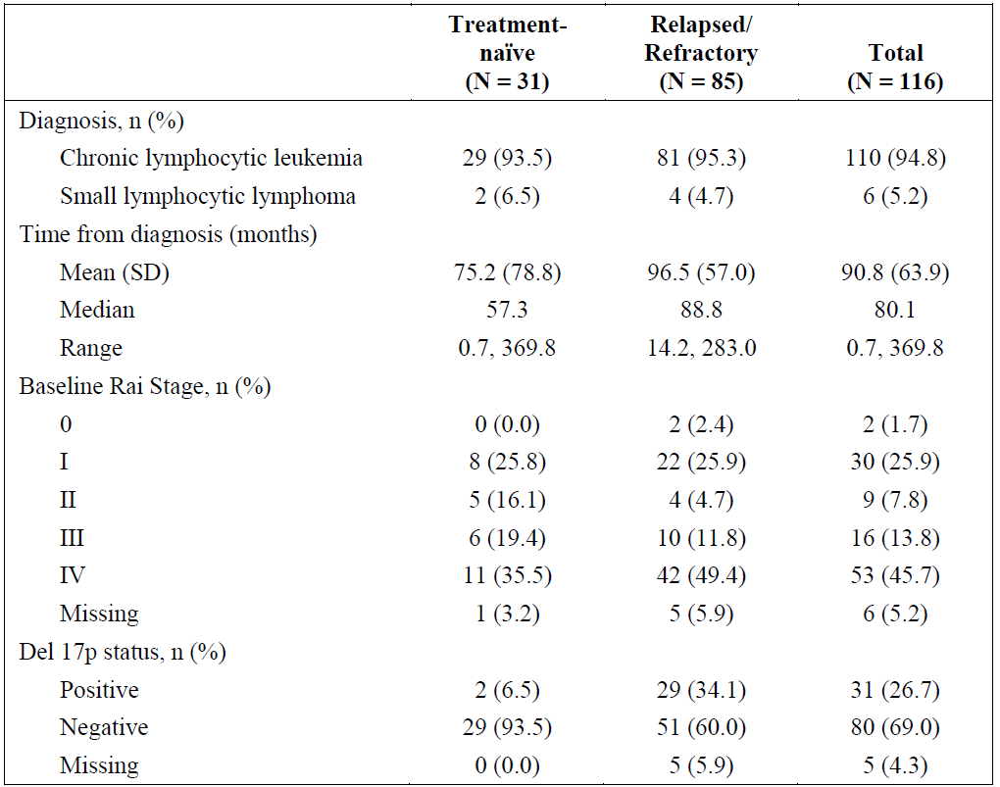 Treatment-naïve (N = 31) Relapsed/Refractory (N = 85) Total (N = 116)
Diagnosis, n (%)
Chronic lymphocytic leukemia 29 (93.5) 81 (95.3) 110 (94.8)
Small lymphocytic lymphoma 2 (6.5) 4 (4.7) 6 (5.2)
Time from diagnosis (months)
Mean (SD) 75.2 (78.8) 96.5 (57.0) 90.8 (63.9)
Median 57.3 88.8 80.1
Range 0.7, 369.8 14.2, 283.0 0.7, 369.8
Baseline Rai Stage, n (%)
0 0 (0.0) 2 (2.4) 2 (1.7)
I 8 (25.8) 22 (25.9) 30 (25.9)
II 5 (16.1) 4 (4.7) 9 (7.8)
III 6 (19.4) 10 (11.8) 16 (13.8)
IV 11 (35.5) 42 (49.4) 53 (45.7)
Missing 1 (3.2) 5 (5.9) 6 (5.2)
Del 17p status, n (%)
Positive 2 (6.5) 29 (34.1) 31 (26.7)
Negative 29 (93.5) 51 (60.0) 80 (69.0)
Missing 0 (0.0) 5 (5.9) 5 (4.3)